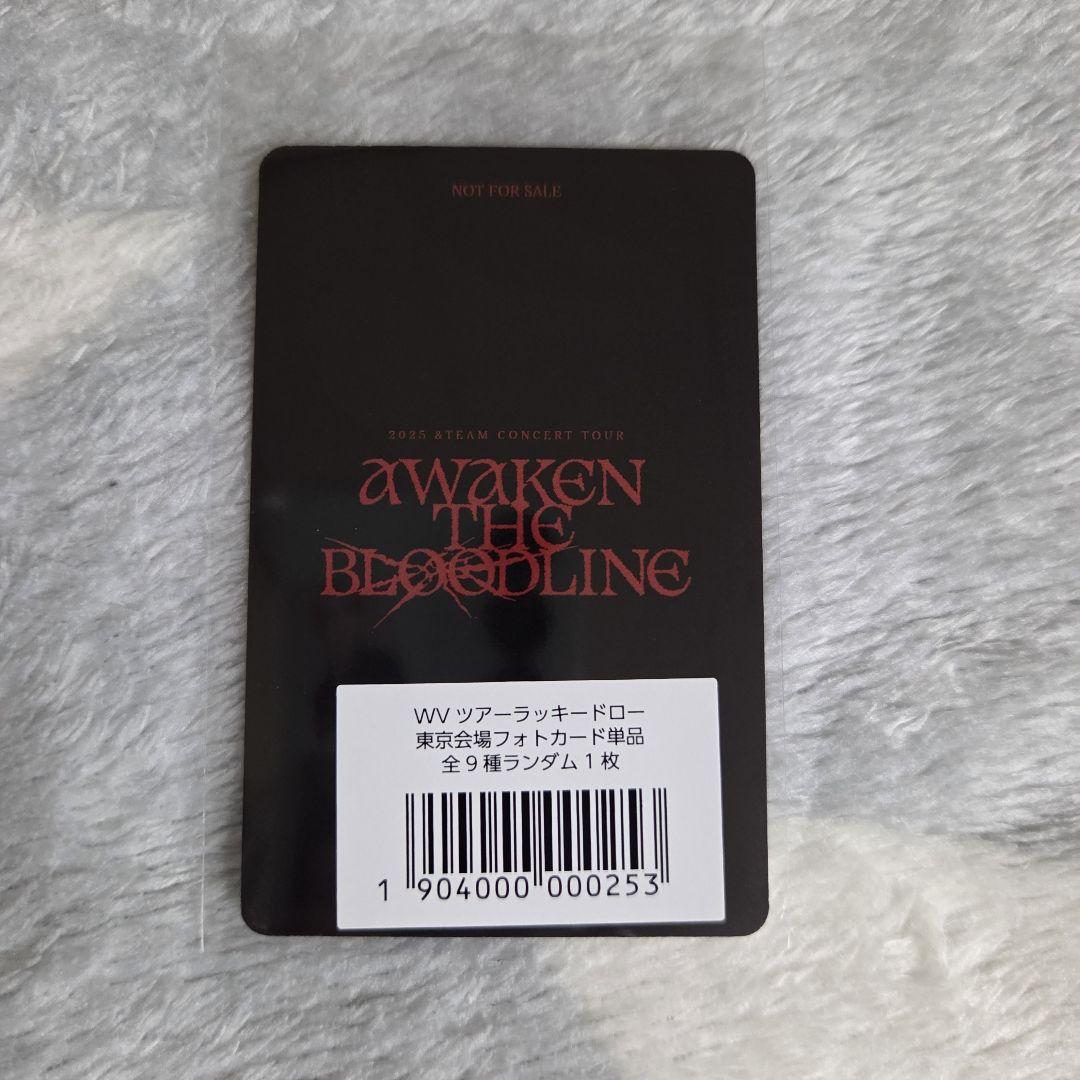 NOT FOR SALE
2025 &TEAM CONCERT TOUR
AWAKEN
THE
BLOODLINE
WV ツアーラッキードロー
東京会場フォトカード単品
全9種ランダム1枚
1 904000 000253